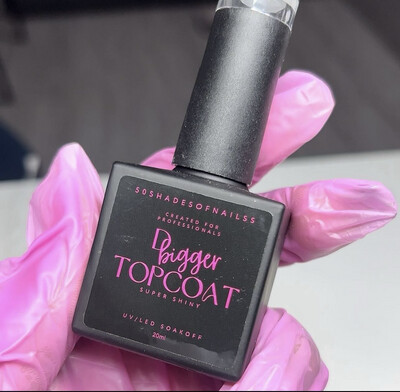 50SHADESOFNAILSS
CREATED FOR
PROFESSIONALS
D bigger
TOPCOAT
SUPER SHINY
UV/LED SOAKOFF
20ml